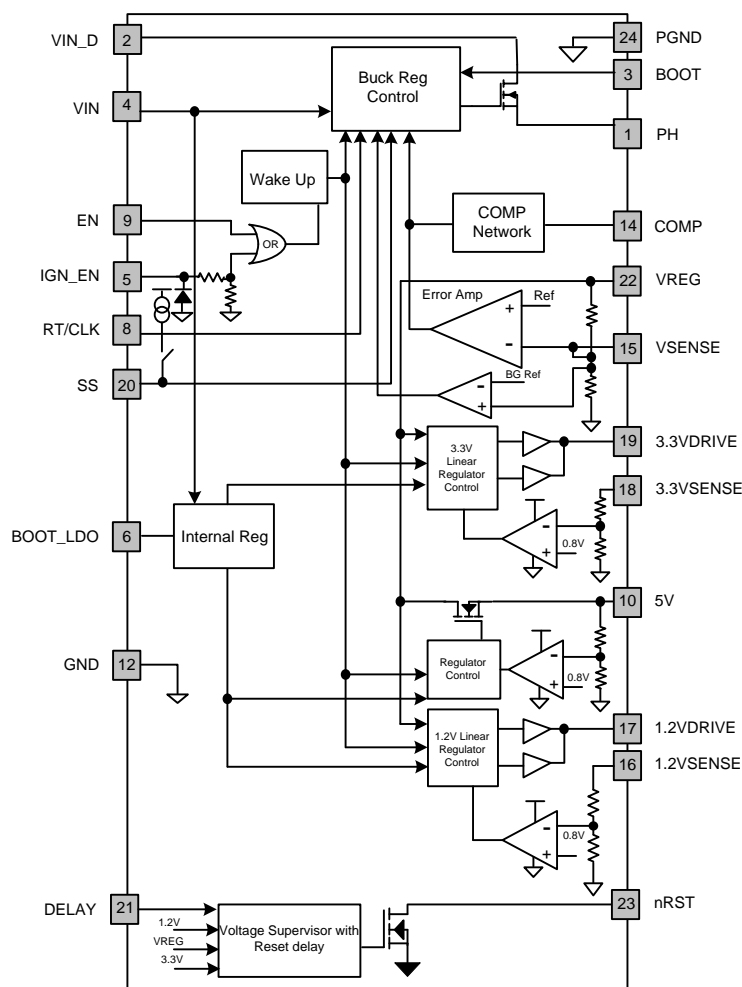 VIN_D
2
24
PGND
3
BOOT
Buck Reg
Control
VIN
4
1
PH
Wake Up
EN
9
OR
COMP
Network
14
COMP
IGN_EN
5
22
VREG
Error Amp
Ref
+
-
RT/CLK
8
15
VSENSE
SS
20
BG Ref
-
+
3.3V
Linear
Regulator
Control
19
3.3VDRIVE
18
3.3VSENSE
BOOT_LDO
6
Internal Reg
-
+
0.8V
10
5V
GND
12
Regulator
Control
-
+
0.8V
1.2V Linear
Regulator
Control
17
1.2VDRIVE
16
1.2VSENSE
-
+
0.8V
DELAY
21
1.2V
VREG
3.3V
Voltage Supervisor with
Reset delay
23
nRST